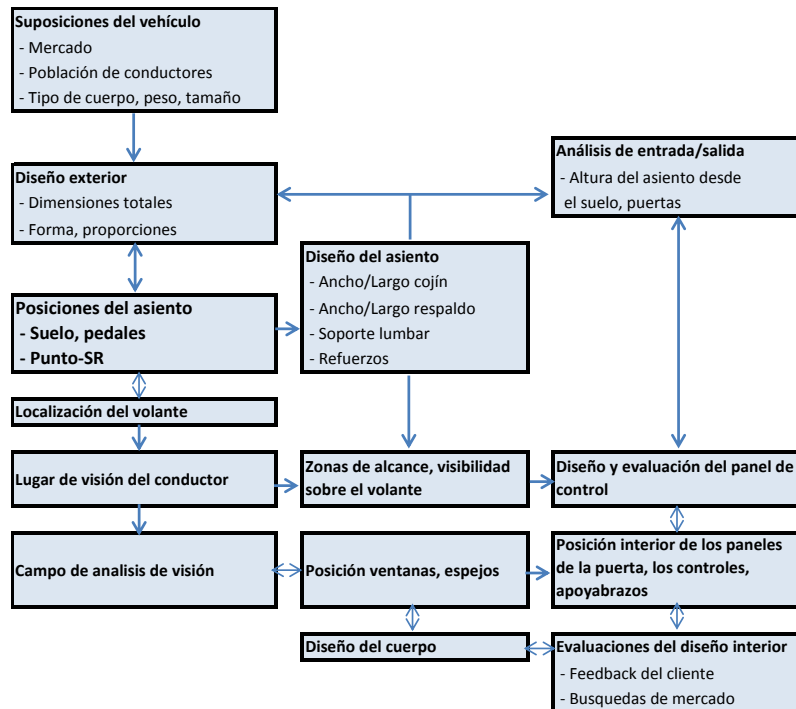 Suposiciones del vehículo
- Mercado
- Población de conductores
- Tipo de cuerpo, peso, tamaño
Diseño exterior
- Dimensiones totales
- Forma, proporciones
Análisis de entrada/salida
- Altura del asiento desde
el suelo, puertas
Diseño del asiento
- Ancho/Largo cojín
- Ancho/Largo respaldo
- Soporte lumbar
- Refuerzos
Posiciones del asiento
- Suelo, pedales
- Punto-SR
Localización del volante
Lugar de visión del conductor
Zonas de alcance, visibilidad
sobre el volante
Diseño y evaluación del panel de
control
Campo de analisis de visión
Posición ventanas, espejos
Posición interior de los paneles
de la puerta, los controles,
apoyabrazos
Diseño del cuerpo
Evaluaciones del diseño interior
- Feedback del cliente
- Busquedas de mercado